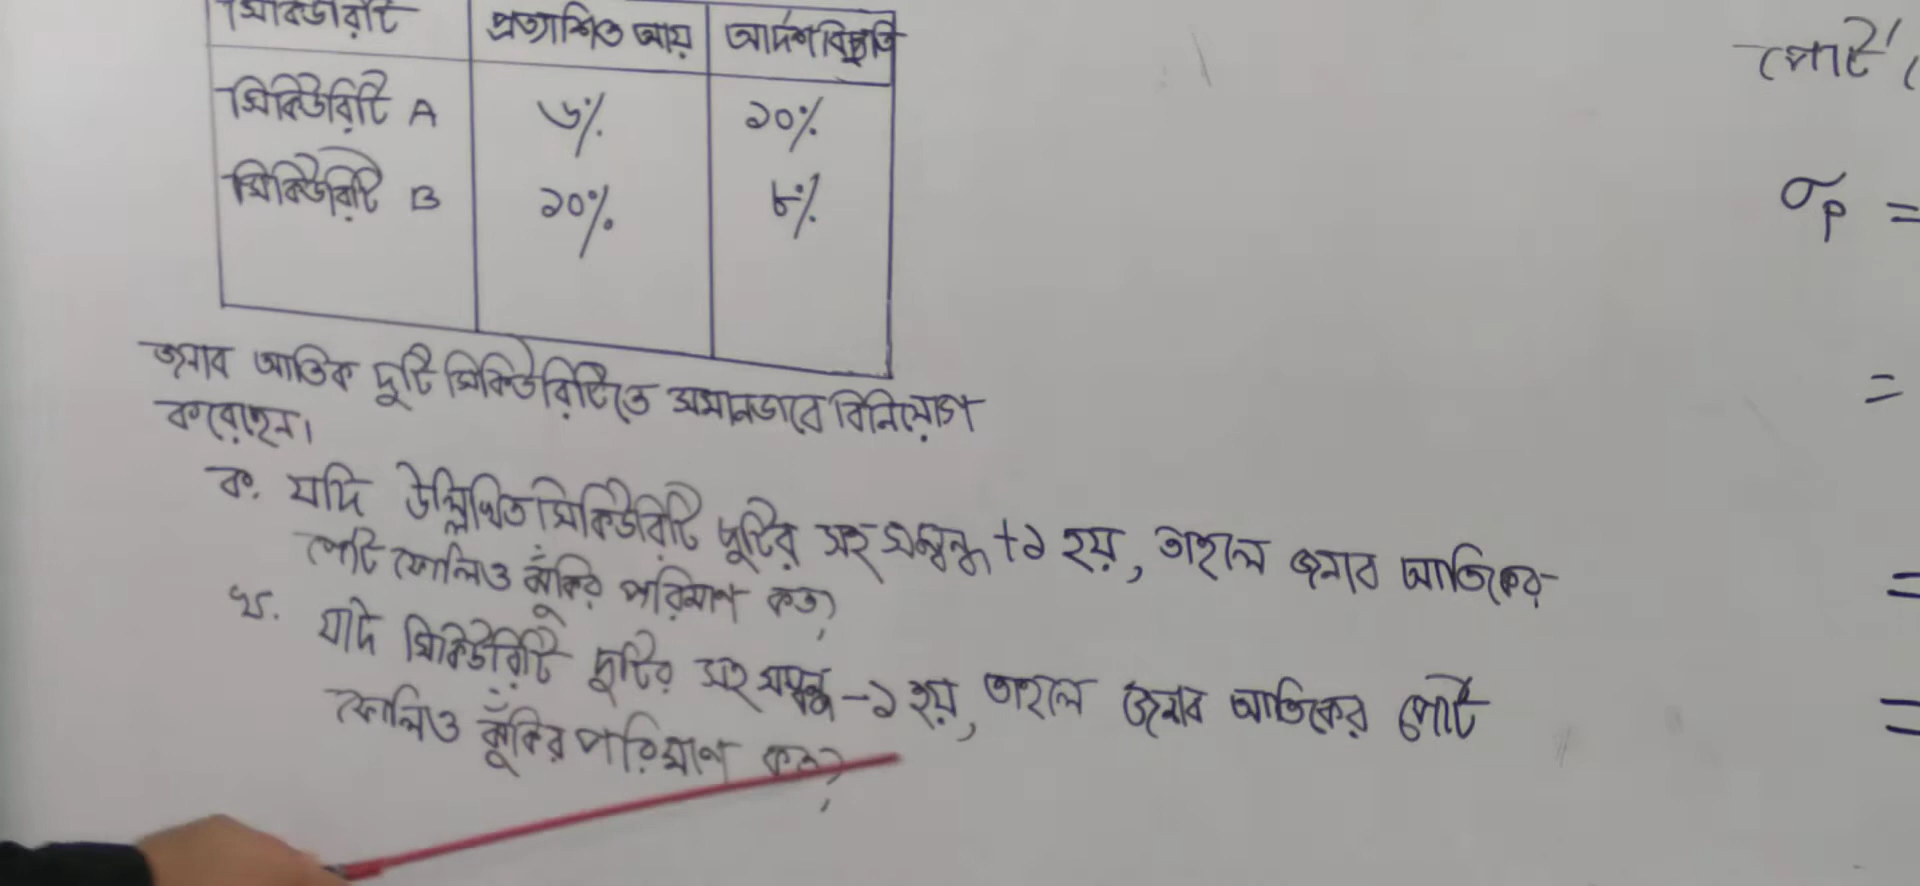 সিকিউরিটি প্রত্যাশিত আয় আদর্শ বিচ্যুতি
সিকিউরিটি A ৬% ১০%
সিকিউরিটি B ১০% ৮%
জনাব আতিক দুটি সিকিউরিটিতে সমানভাবে বিনিয়োগ
করেছেন।
ক. যদি উল্লিখিত সিকিউরিটি দুটির সহ সম্বন্ধ +১ হয়, তাহলে জনাব আতিকের
পোর্ট ফোলিও ঝুঁকির পরিমাণ কত?
খ. যদি সিকিউরিটি দুটির সহ সম্বন্ধ -১ হয়, তাহলে জনাব আতিকের পোর্ট
ফোলিও ঝুঁকির পরিমাণ কত?
পোর্ট
σp =
=
=
=